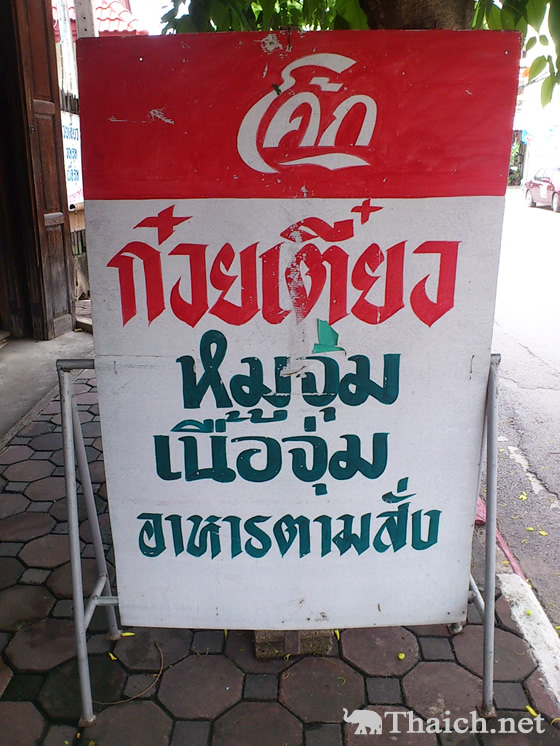 โค้ก
ก๋วยเตี๋ยว
หมูจุ่ม
เนื้อจุ่ม
อาหารตามสั่ง
Thaich.net